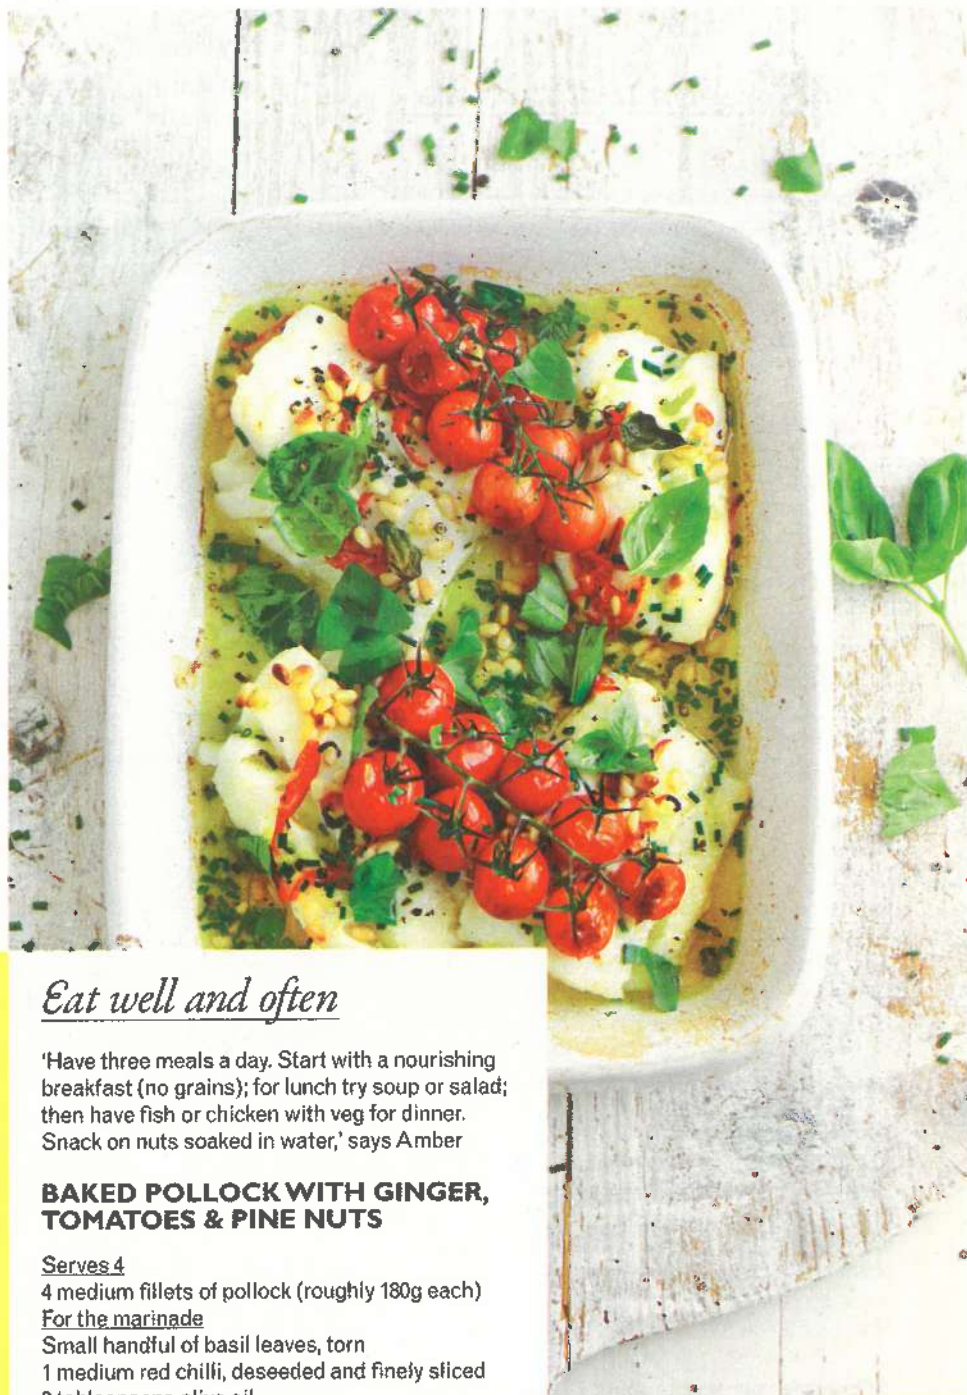 Eat well and often
'Have three meals a day. Start with a nourishing
breakfast (no grains); for lunch try soup or salad;
then have fish or chicken with veg for dinner.
Snack on nuts soaked in water,' says Amber
BAKED POLLOCK WITH GINGER,
TOMATOES & PINE NUTS
Serves 4
4 medium fillets of pollock (roughly 180g each)
For the marinade
Small handful of basil leaves, torn
1 medium red chilli, deseeded and finely sliced